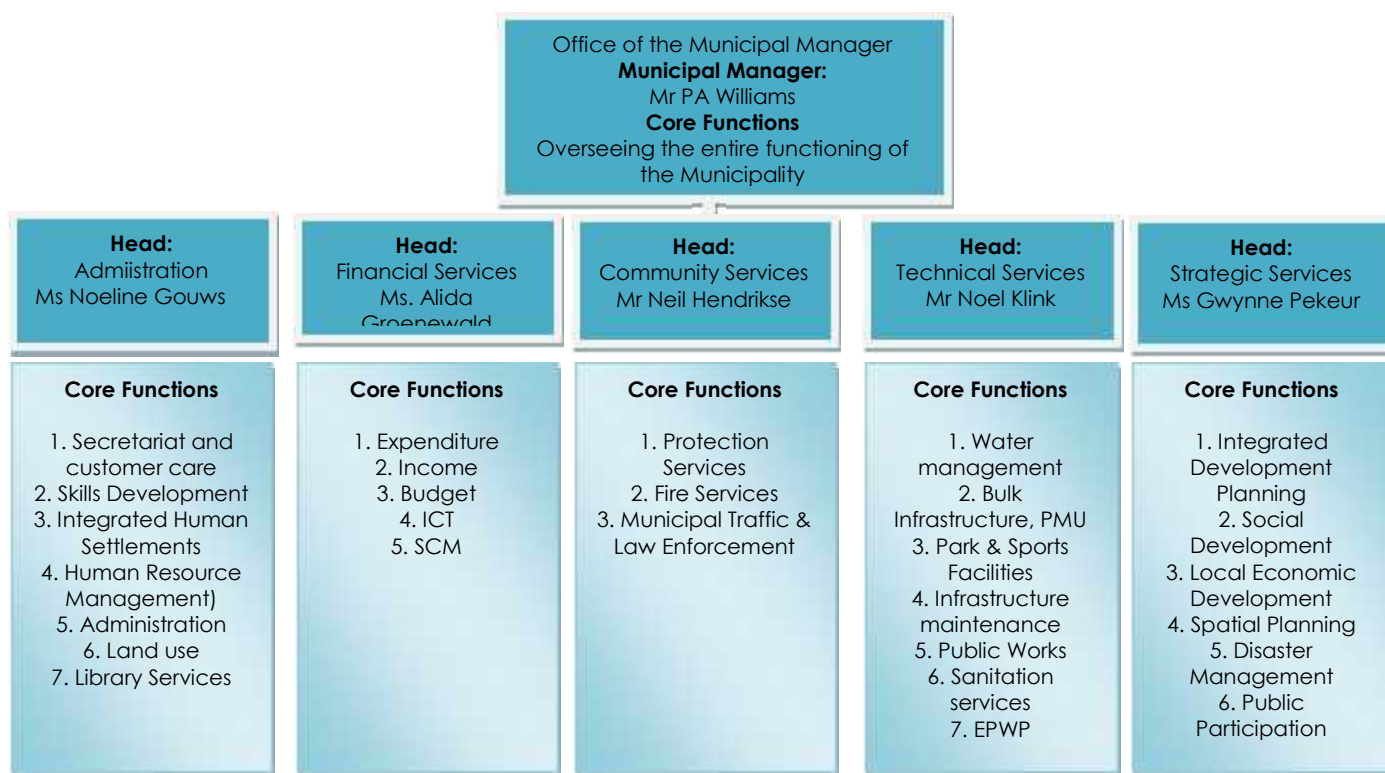 Office of the Municipal Manager
Municipal Manager:
Mr PA Williams
Core Functions
Overseeing the entire functioning of
the Municipality
Head:
Admiistration
Ms Noeline Gouws
Head:
Financial Services
Ms. Alida
Groenewald
Head:
Community Services
Mr Neil Hendrikse
Head:
Technical Services
Mr Noel Klink
Head:
Strategic Services
Ms Gwynne Pekeur
Core Functions
1. Secretariat and
customer care
2. Skills Development
3. Integrated Human
Settlements
4. Human Resource
Management)
5. Administration
6. Land use
7. Library Services
Core Functions
1. Expenditure
2. Income
3. Budget
4. ICT
5. SCM
Core Functions
1. Protection
Services
2. Fire Services
3. Municipal Traffic &
Law Enforcement
Core Functions
1. Water
management
2. Bulk
Infrastructure, PMU
3. Park & Sports
Facilities
4. Infrastructure
maintenance
5. Public Works
6. Sanitation
services
7. EPWP
Core Functions
1. Integrated
Development
Planning
2. Social
Development
3. Local Economic
Development
4. Spatial Planning
5. Disaster
Management
6. Public
Participation